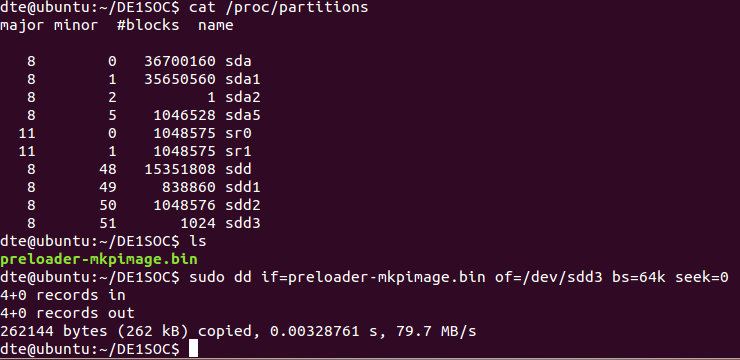 dte@ubuntu:~/DE1SOC$ cat /proc/partitions
major minor  #blocks  name

   8        0   36700160 sda
   8        1   35650560 sda1
   8        2          1 sda2
   8        5    1046528 sda5
  11        0    1048575 sr0
  11        1    1048575 sr1
   8       48   15351808 sdd
   8       49     838860 sdd1
   8       50    1048576 sdd2
   8       51       1024 sdd3
dte@ubuntu:~/DE1SOC$ ls
preloader-mkpimage.bin
dte@ubuntu:~/DE1SOC$ sudo dd if=preloader-mkpimage.bin of=/dev/sdd3 bs=64k seek=0
4+0 records in
4+0 records out
262144 bytes (262 kB) copied, 0.00328761 s, 79.7 MB/s
dte@ubuntu:~/DE1SOC$